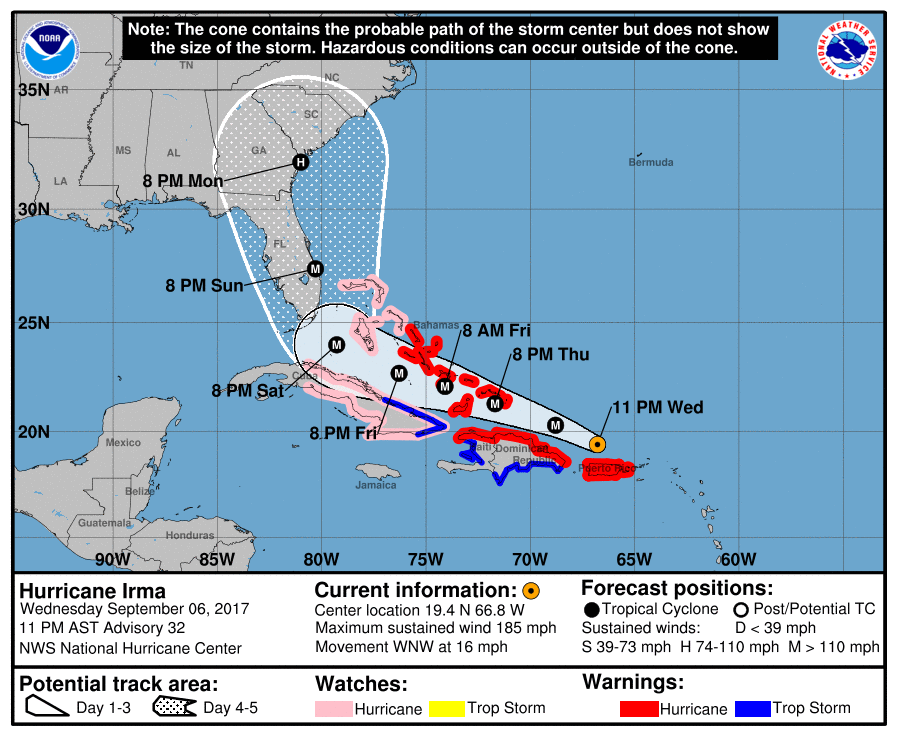 Note: The cone contains the probable path of the storm center but does not show
the size of the storm. Hazardous conditions can occur outside of the cone.
NOAA
NATIONAL WEATHER SERVICE
TN
NC
35N
AR
SC
MS
AL
GA
Bermuda
LA
8 PM Mon
30N
FL
8 PM Sun
25N
Bahamas
8 AM Fri
8 PM Thu
Cuba
8 PM Sat
11 PM Wed
8 PM Fri
20N
Mexico
Haiti
Dominican
Republic
Puerto Rico
Jamaica
Belize
Guatemala
Honduras
90W
85W
80W
75W
70W
65W
60W
H
M
M
M
M
M
M
Hurricane Irma
Wednesday September 06, 2017
11 PM AST Advisory 32
NWS National Hurricane Center
Current information:
Center location 19.4 N 66.8 W
Maximum sustained wind 185 mph
Movement WNW at 16 mph
Forecast positions:
Tropical Cyclone
Post/Potential TC
Sustained winds:
D < 39 mph
S 39-73 mph H 74-110 mph M > 110 mph
Potential track area:
Day 1-3
Day 4-5
Watches:
Hurricane
Trop Storm
Warnings:
Hurricane
Trop Storm